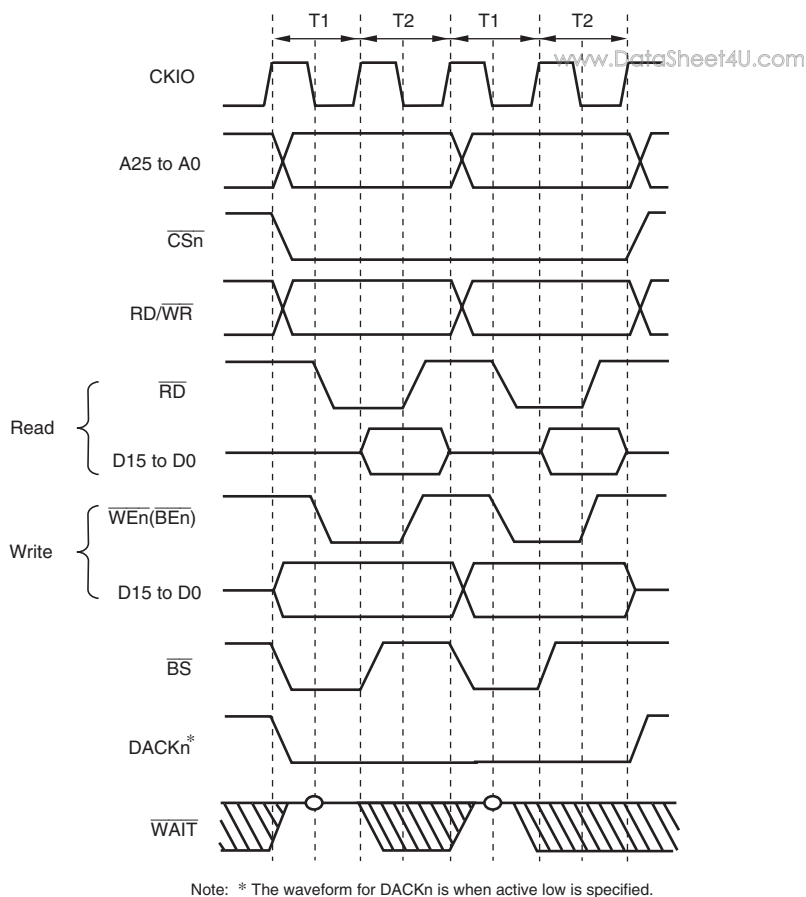 T1 T2 T1 T2
www.DataSheet4U.com
CKIO
A25 to A0
CSn
RD/WR
RD
Read
D15 to D0
WEn(BEn)
Write
D15 to D0
BS
DACKn*
WAIT
Note: * The waveform for DACKn is when active low is specified.